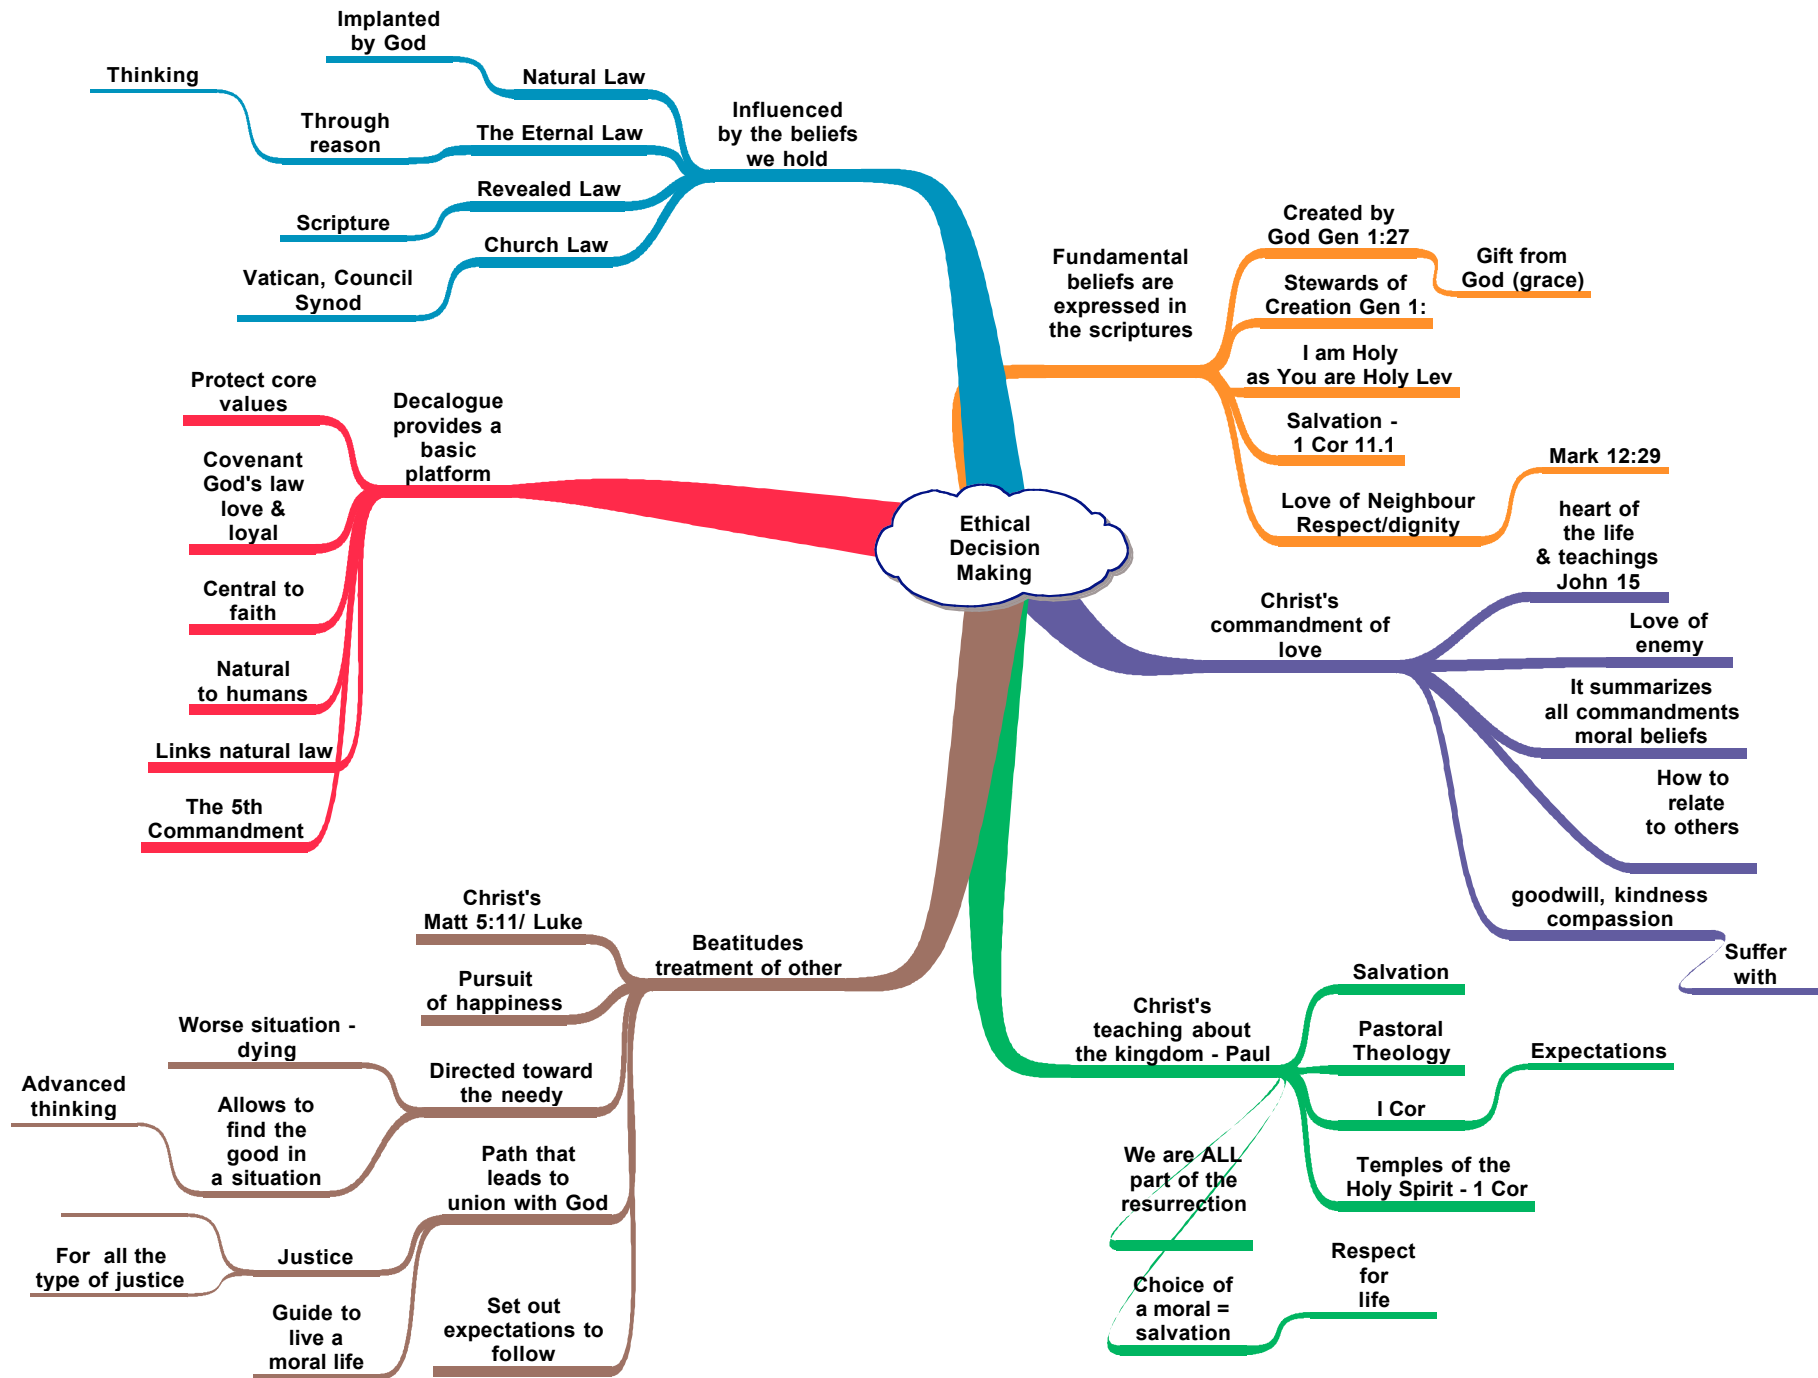 Ethical
Decision
Making
Influenced
by the beliefs
we hold
Natural Law
Implanted
by God
The Eternal Law
Through
reason
Thinking
Revealed Law
Scripture
Church Law
Vatican, Council
Synod
Fundamental
beliefs are
expressed in
the scriptures
Created by
God Gen 1:27
Gift from
God (grace)
Stewards of
Creation Gen 1:
I am Holy
as You are Holy Lev
Salvation -
1 Cor 11.1
Love of Neighbour
Respect/dignity
Mark 12:29
Christ's
commandment of
love
heart of
the life
& teachings
John 15
Love of
enemy
It summarizes
all commandments
moral beliefs
How to
relate
to others
goodwill, kindness
compassion
Suffer
with
Christ's
teaching about
the kingdom - Paul
Salvation
Pastoral
Theology
I Cor
Expectations
Temples of the
Holy Spirit - 1 Cor
We are ALL
part of the
resurrection
Choice of
a moral =
salvation
Respect
for
life
Beatitudes
treatment of other
Christ's
Matt 5:11/ Luke
Pursuit
of happiness
Directed toward
the needy
Worse situation -
dying
Allows to
find the
good in
a situation
Advanced
thinking
Path that
leads to
union with God
Justice
For all the
type of justice
Guide to
live a
moral life
Set out
expectations to
follow
Decalogue
provides a
basic
platform
Protect core
values
Covenant
God's law
love &
loyal
Central to
faith
Natural
to humans
Links natural law
The 5th
Commandment